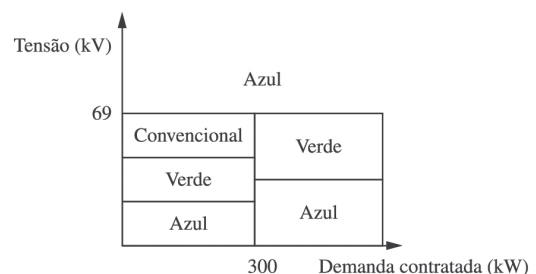 Tensão (kV)
Azul
69
Convencional
Verde
Verde
Azul
Azul
300
Demanda contratada (kW)